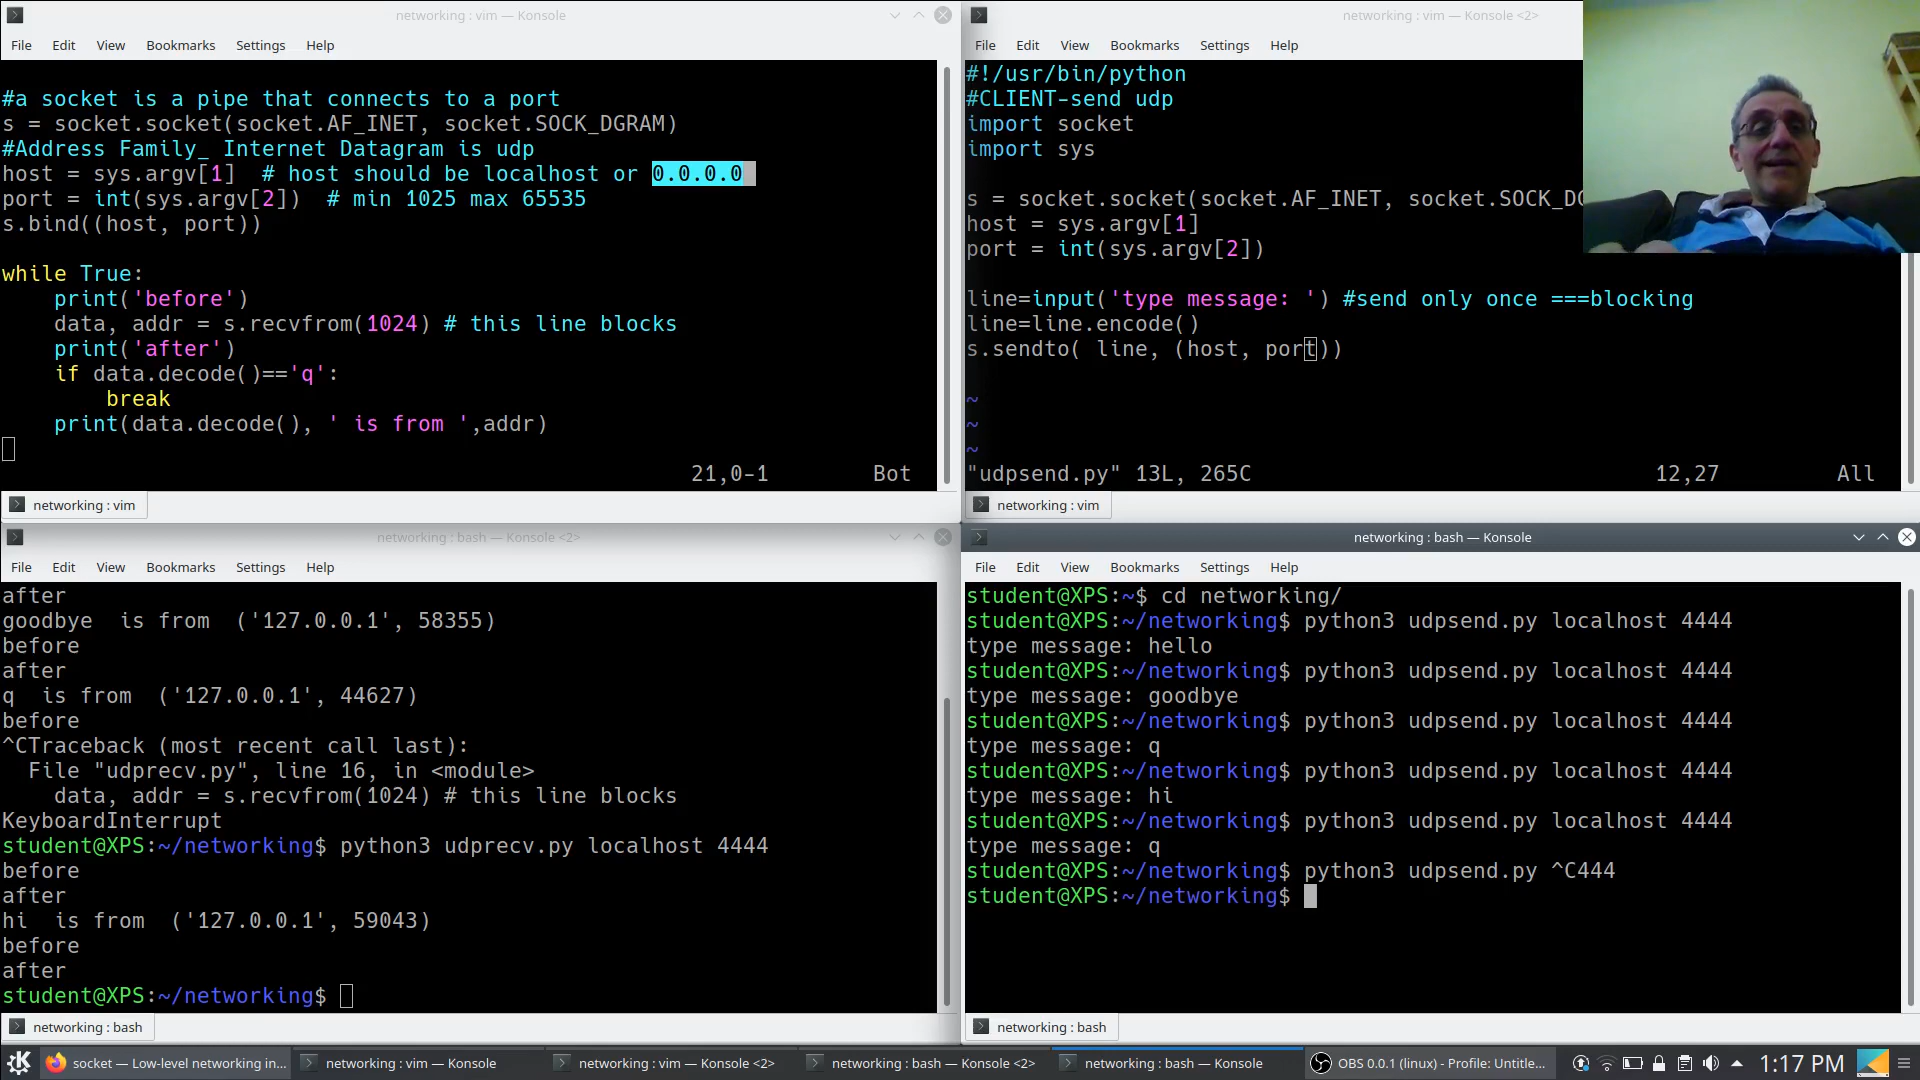 networking : vim — Konsole
File Edit View Bookmarks Settings Help
#a socket is a pipe that connects to a port
s = socket.socket(socket.AF_INET, socket.SOCK_DGRAM)
#Address Family_ Internet Datagram is udp
host = sys.argv[1]  # host should be localhost or 0.0.0.0
port = int(sys.argv[2])  # min 1025 max 65535
s.bind((host, port))
while True:
    print('before')
    data, addr = s.recvfrom(1024) # this line blocks
    print('after')
    if data.decode()=='q':
        break
    print(data.decode(), ' is from ',addr)
21,0-1 Bot
networking : vim
networking : vim — Konsole <2>
File Edit View Bookmarks Settings Help
#!/usr/bin/python
#CLIENT-send udp
import socket
import sys
s = socket.socket(socket.AF_INET, socket.SOCK_DG
host = sys.argv[1]
port = int(sys.argv[2])
line=input('type message: ') #send only once ===blocking
line=line.encode()
s.sendto( line, (host, port))
~
~
~
"udpsend.py" 13L, 265C 12,27 All
networking : vim
networking : bash — Konsole <2>
File Edit View Bookmarks Settings Help
after
goodbye  is from  ('127.0.0.1', 58355)
before
after
q  is from  ('127.0.0.1', 44627)
before
^CTraceback (most recent call last):
  File "udprecv.py", line 16, in <module>
    data, addr = s.recvfrom(1024) # this line blocks
KeyboardInterrupt
student@XPS:~/networking$ python3 udprecv.py localhost 4444
before
after
hi  is from  ('127.0.0.1', 59043)
before
after
student@XPS:~/networking$
networking : bash
networking : bash — Konsole
File Edit View Bookmarks Settings Help
student@XPS:~$ cd networking/
student@XPS:~/networking$ python3 udpsend.py localhost 4444
type message: hello
student@XPS:~/networking$ python3 udpsend.py localhost 4444
type message: goodbye
student@XPS:~/networking$ python3 udpsend.py localhost 4444
type message: q
student@XPS:~/networking$ python3 udpsend.py localhost 4444
type message: hi
student@XPS:~/networking$ python3 udpsend.py localhost 4444
type message: q
student@XPS:~/networking$ python3 udpsend.py ^C444
student@XPS:~/networking$
networking : bash
socket — Low-level networking in... networking : vim — Konsole networking : vim — Konsole <2> networking : bash — Konsole <2> networking : bash — Konsole OBS 0.0.1 (linux) - Profile: Untitle... 1:17 PM